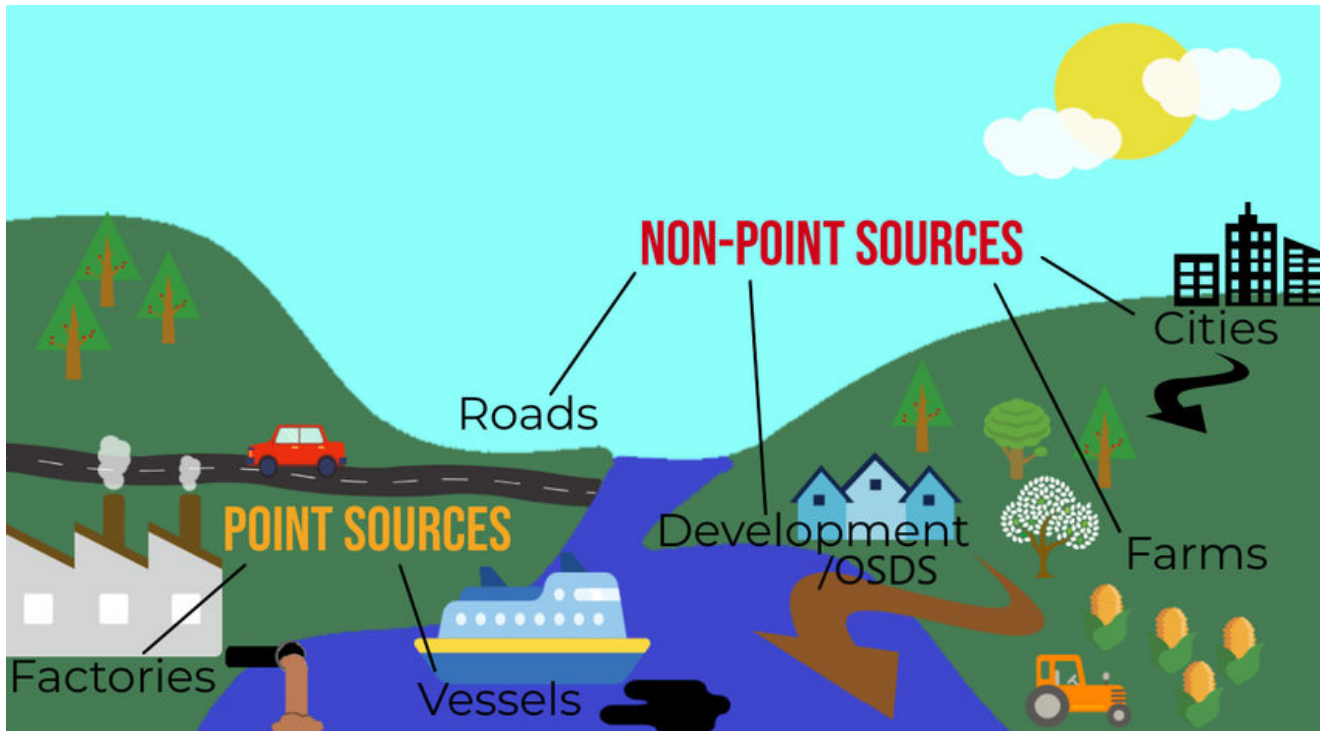 NON-POINT SOURCES
Cities
Roads
POINT SOURCES
Development
/OSDS
Farms
Factories
Vessels